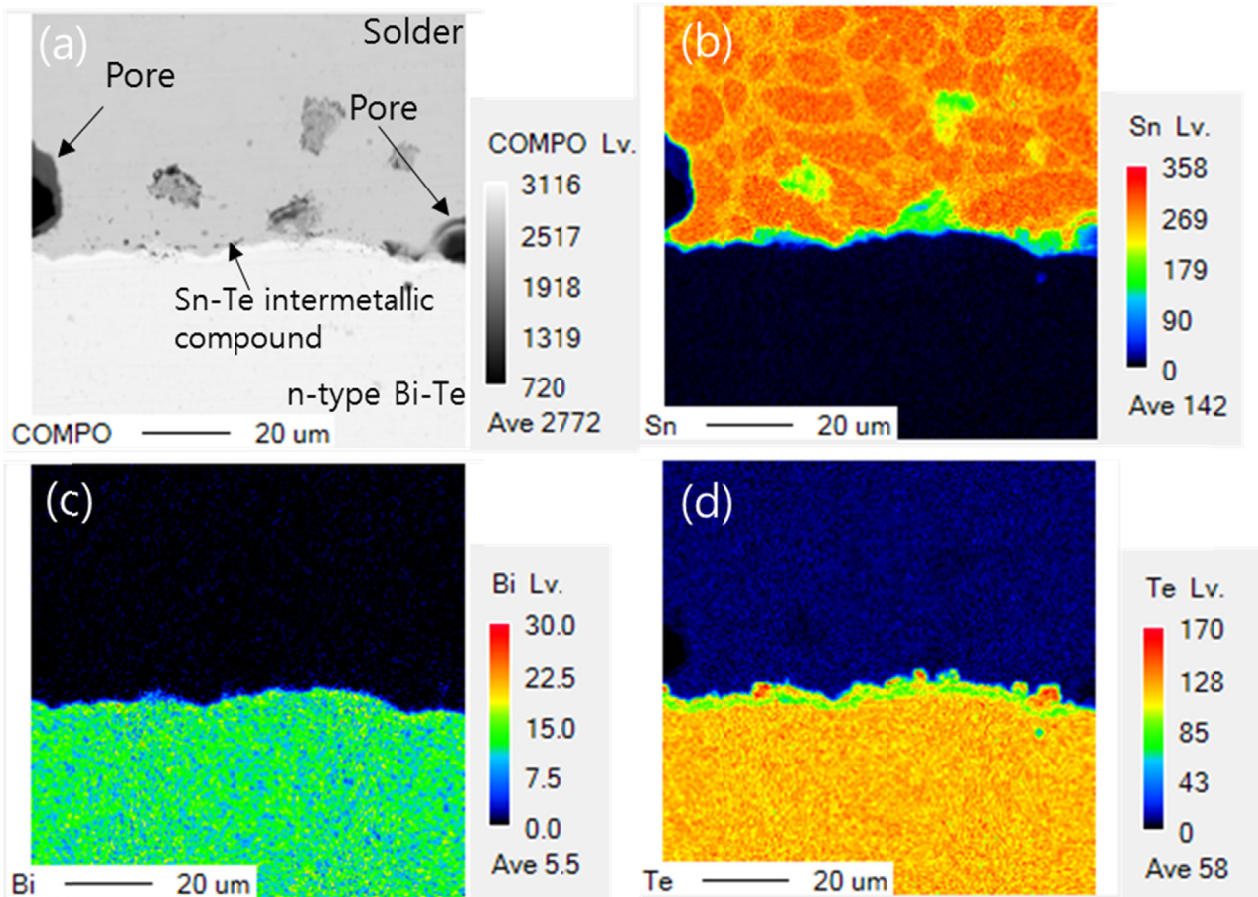 (a)
Solder
Pore
Pore
Sn-Te intermetallic
compound
n-type Bi-Te
COMPO 20 um
COMPO Lv.
3116
2517
1918
1319
720
Ave 2772
(b)
Sn 20 um
Sn Lv.
358
269
179
90
0
Ave 142
(c)
Bi 20 um
Bi Lv.
30.0
22.5
15.0
7.5
0.0
Ave 5.5
(d)
Te 20 um
Te Lv.
170
128
85
43
0
Ave 58